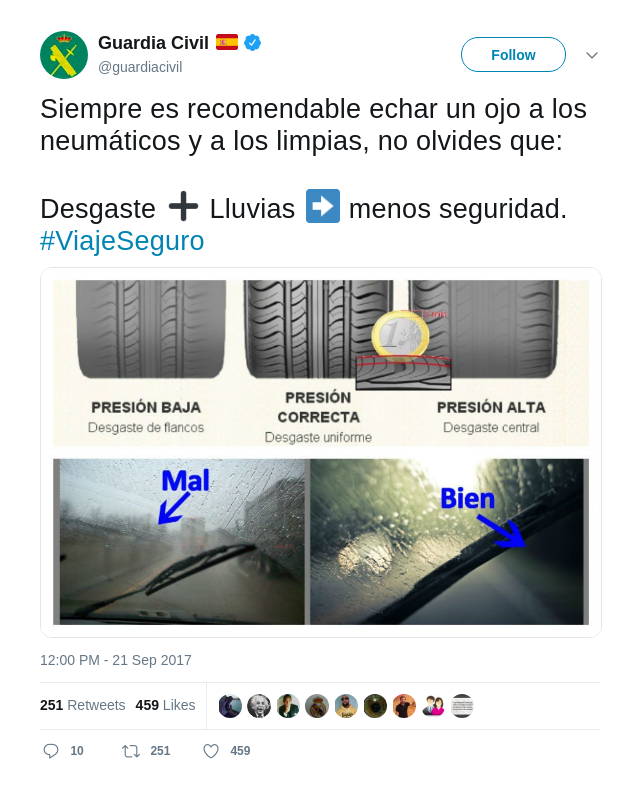 Guardia Civil
@guardiacivil
Follow
Siempre es recomendable echar un ojo a los
neumáticos y a los limpias, no olvides que:
Desgaste ➕ Lluvias ➡️ menos seguridad.
#ViajeSeguro
PRESIÓN BAJA
Desgaste de flancos
PRESIÓN
CORRECTA
Desgaste uniforme
PRESIÓN ALTA
Desgaste central
1
Mal
Bien
12:00 PM - 21 Sep 2017
251 Retweets 459 Likes
10 251 459